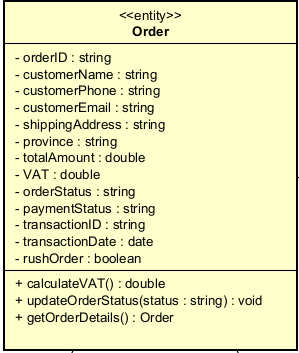 <<entity>>
Order
- orderID : string
- customerName : string
- customerPhone : string
- customerEmail : string
- shippingAddress : string
- province : string
- totalAmount : double
- VAT : double
- orderStatus : string
- paymentStatus : string
- transactionID : string
- transactionDate : date
- rushOrder : boolean
+ calculateVAT() : double
+ updateOrderStatus(status : string) : void
+ getOrderDetails() : Order